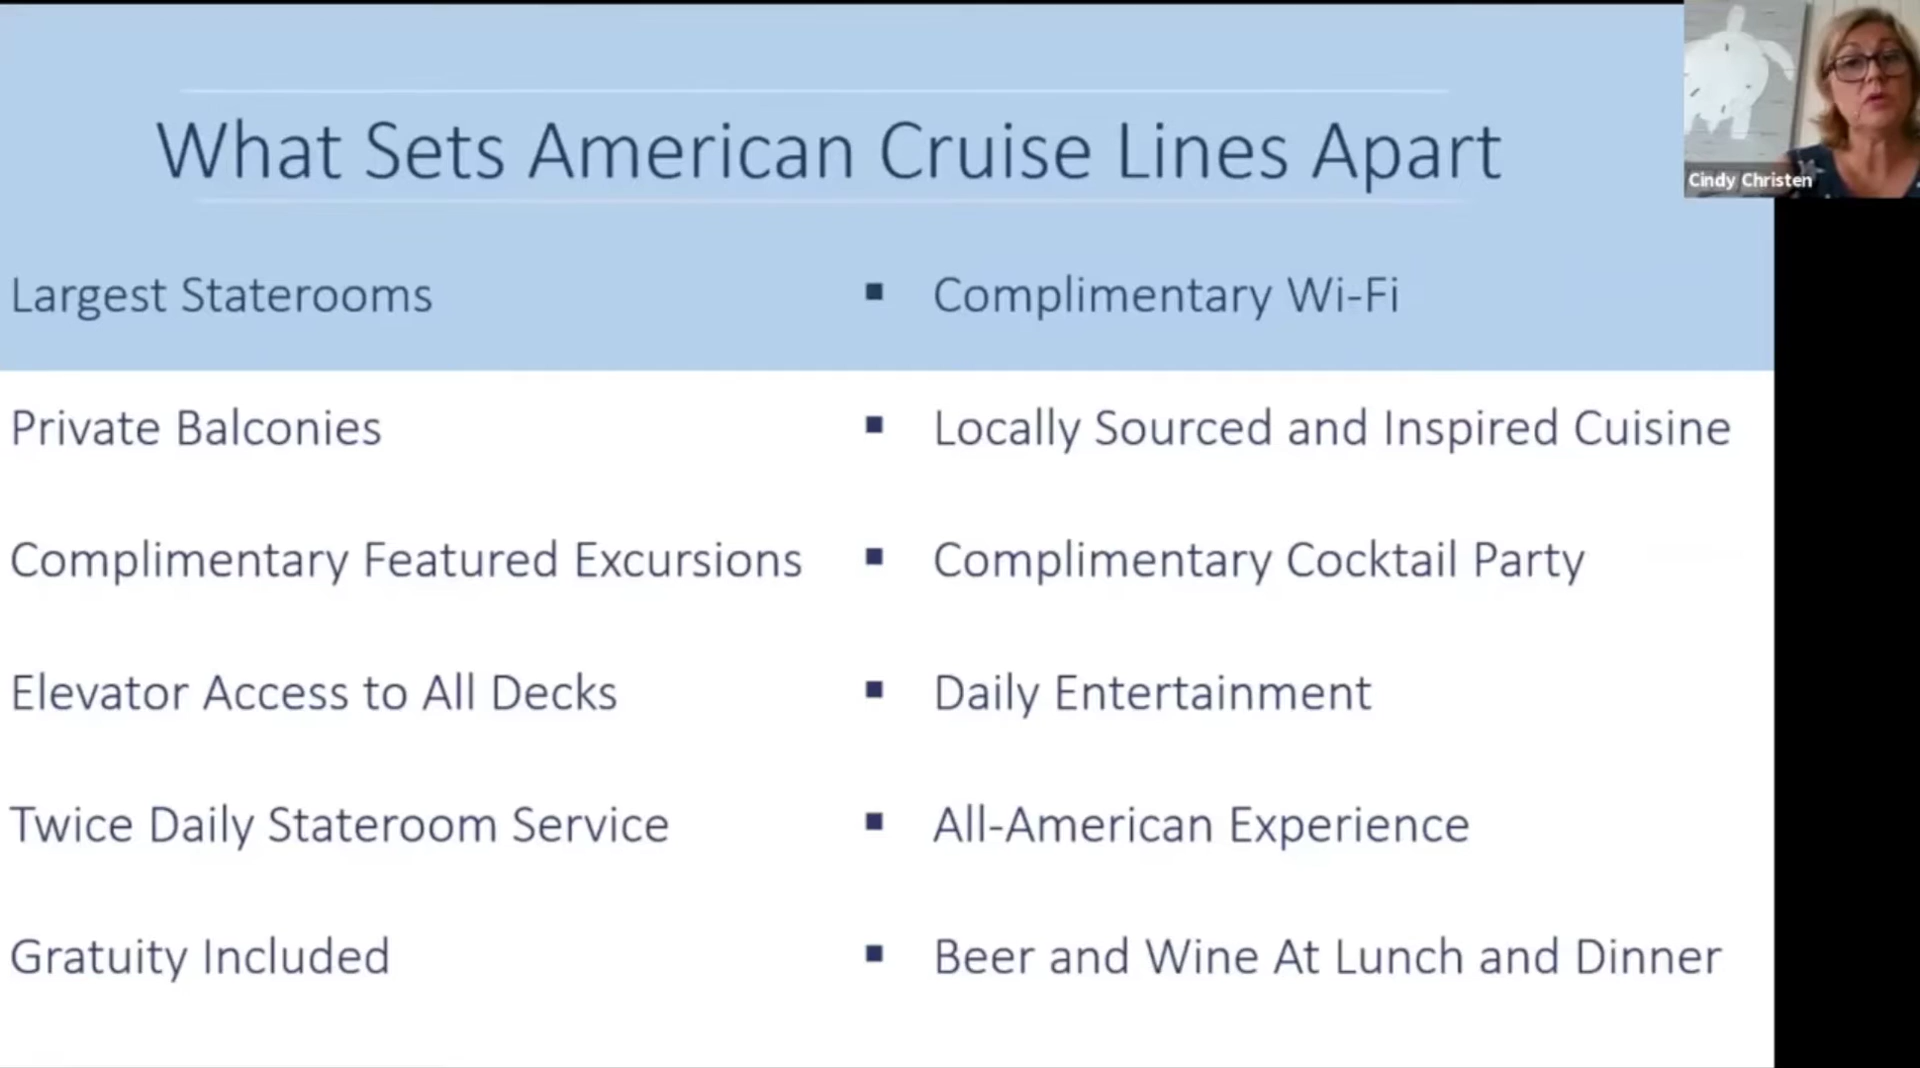 What Sets American Cruise Lines Apart
Cindy Christen
Largest Staterooms
Private Balconies
Complimentary Featured Excursions
Elevator Access to All Decks
Twice Daily Stateroom Service
Gratuity Included
▪ Complimentary Wi-Fi
▪ Locally Sourced and Inspired Cuisine
▪ Complimentary Cocktail Party
▪ Daily Entertainment
▪ All-American Experience
▪ Beer and Wine At Lunch and Dinner